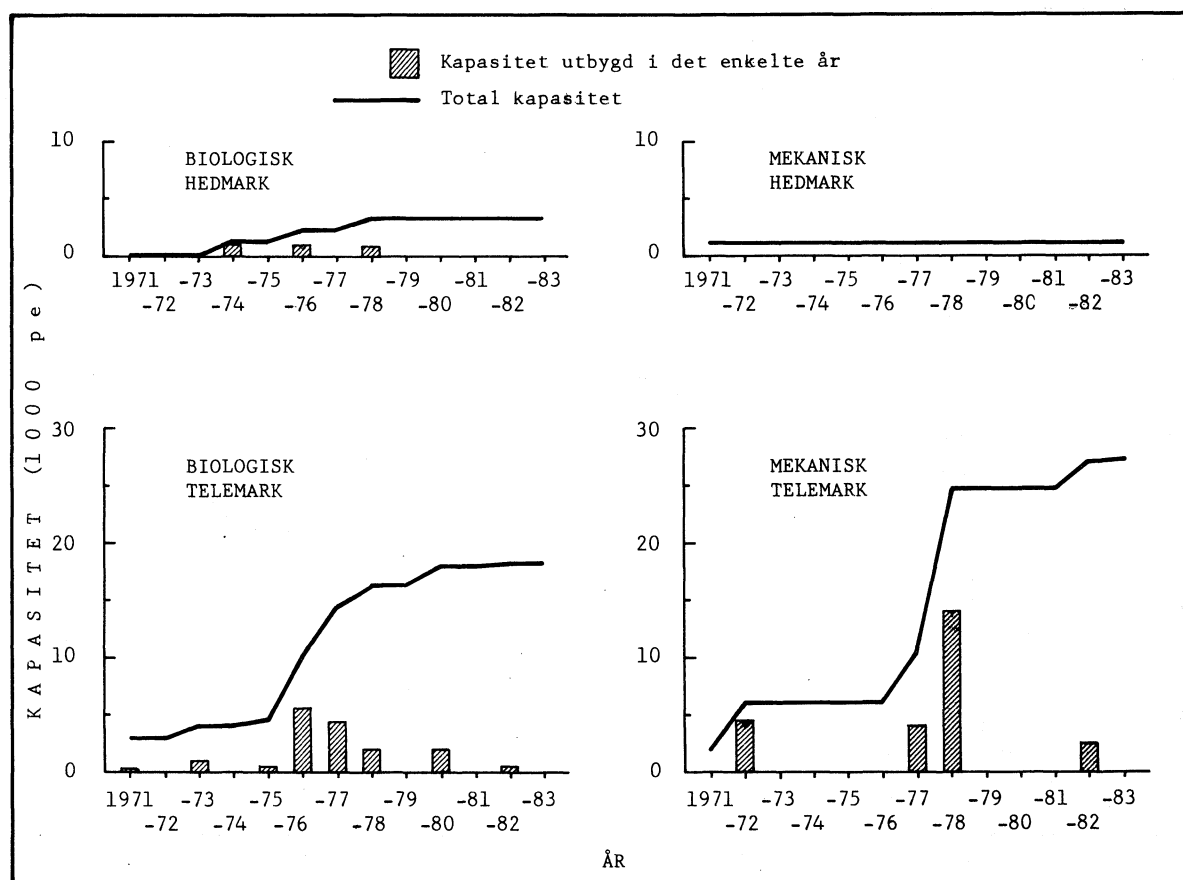 Kapasitet utbygd i det enkelte år
Total kapasitet
KAPASITET (1000 pe)
10
0
BIOLOGISK
HEDMARK
1971 -73 -75 -77 -79 -81 -83
-72 -74 -76 -78 -80 -82
10
0
MEKANISK
HEDMARK
1971 -73 -75 -77 -79 -81 -83
-72 -74 -76 -78 -80 -82
30
20
10
0
BIOLOGISK
TELEMARK
1971 -73 -75 -77 -79 -81 -83
-72 -74 -76 -78 -80 -82
30
20
10
0
MEKANISK
TELEMARK
1971 -73 -75 -77 -79 -81 -83
-72 -74 -76 -78 -80 -82
ÅR